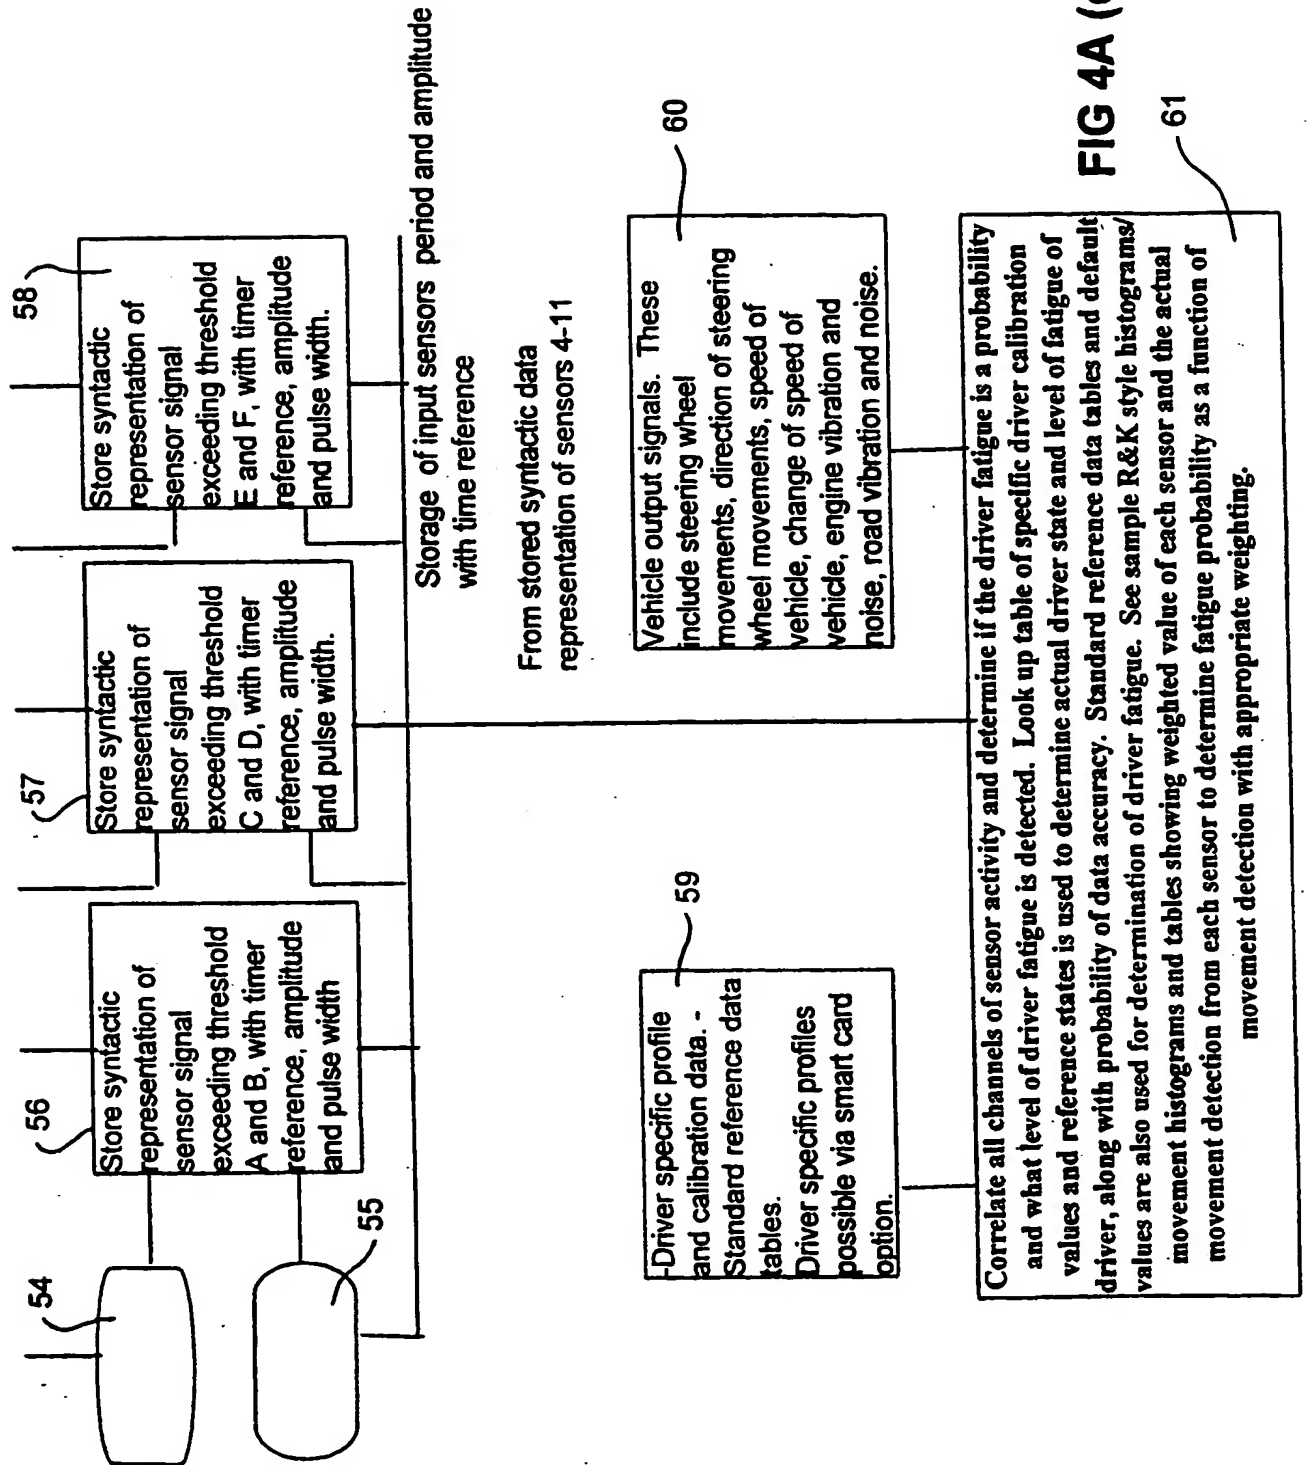 54
55
56
Store syntactic
representation of
sensor signal
exceeding threshold
A and B, with timer
reference, amplitude
and pulse width
57
Store syntactic
representation of
sensor signal
exceeding threshold
C and D, with timer
reference, amplitude
and pulse width.
58
Store syntactic
representation of
sensor signal
exceeding threshold
E and F, with timer
reference, amplitude
and pulse width.
Storage of input sensors period and amplitude
with time reference
From stored syntactic data
representation of sensors 4-11
59
-Driver specific profile
and calibration data. -
Standard reference data
tables.
Driver specific profiles
possible via smart card
option.
60
Vehicle output signals. These
include steering wheel
movements, direction of steering
wheel movements, speed of
vehicle, change of speed of
vehicle, engine vibration and
noise, road vibration and noise.
Correlate all channels of sensor activity and determine if the driver fatigue is a probability
and what level of driver fatigue is detected. Look up table of specific driver calibration
values and reference states is used to determine actual driver state and level of fatigue of
driver, along with probability of data accuracy. Standard reference data tables and default
values are also used for determination of driver fatigue. See sample R&K style histograms/
movement histograms and tables showing weighted value of each sensor and the actual
movement detection from each sensor to determine fatigue probability as a function of
movement detection with appropriate weighting.
61
FIG 4A (